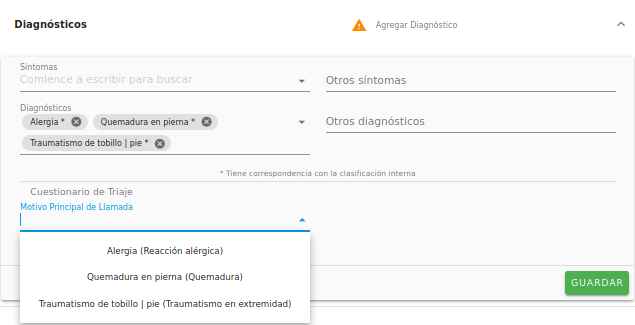 Diagnósticos
Agregar Diagnóstico
Síntomas
Comience a escribir para buscar
Otros síntomas
Diagnósticos
Alergia *
Quemadura en pierna *
Traumatismo de tobillo | pie *
Otros diagnósticos
* Tiene correspondencia con la clasificación interna
Cuestionario de Triaje
Motivo Principal de Llamada
Alergia (Reacción alérgica)
Quemadura en pierna (Quemadura)
Traumatismo de tobillo | pie (Traumatismo en extremidad)
GUARDAR